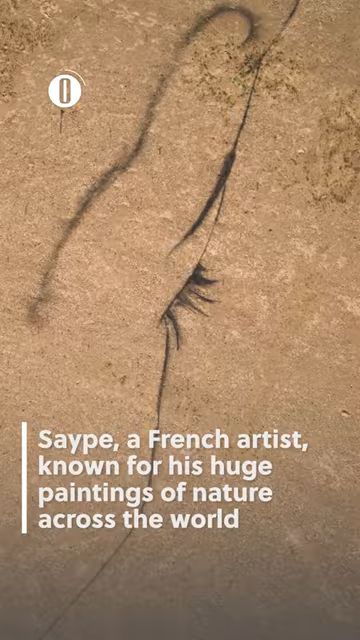 Saype, a French artist,
known for his huge
paintings of nature
across the world